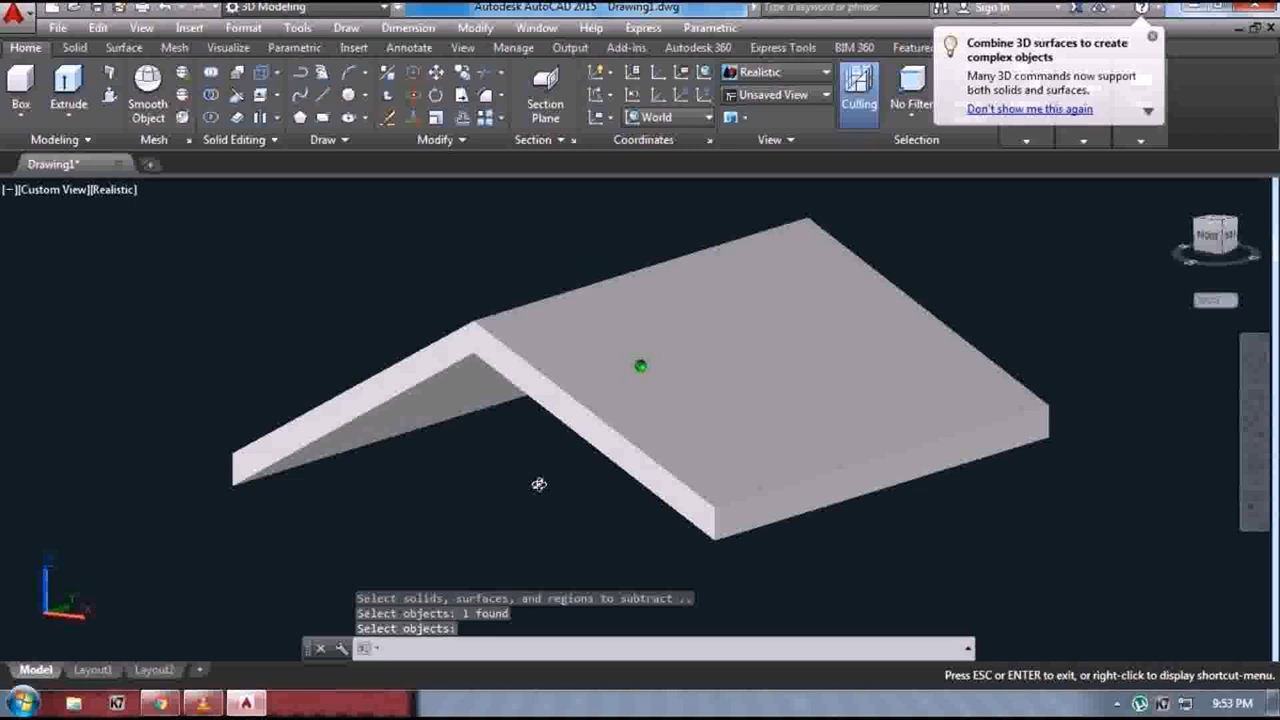 3D Modeling
Autodesk AutoCAD 2015 Drawing1.dwg
Type a keyword or phrase
Sign In
File Edit View Insert Format Tools Draw Dimension Modify Window Help Express Parametric
Home Solid Surface Mesh Visualize Parametric Insert Annotate View Manage Output Add-ins Autodesk 360 Express Tools BIM 360 Featured
Combine 3D surfaces to create
complex objects
Many 3D commands now support
both solids and surfaces.
Don't show me this again
Box
Extrude
Smooth
Object
Section
Plane
Realistic
Unsaved View
World
Culling
No Filter
Modeling
Mesh
Solid Editing
Draw
Modify
Section
Coordinates
View
Selection
Drawing1*
[−][Custom View][Realistic]
Select solids, surfaces, and regions to subtract ..
Select objects: 1 found
Select objects:
Model Layout1 Layout2 +
Press ESC or ENTER to exit, or right-click to display shortcut-menu.
K7
9:53 PM